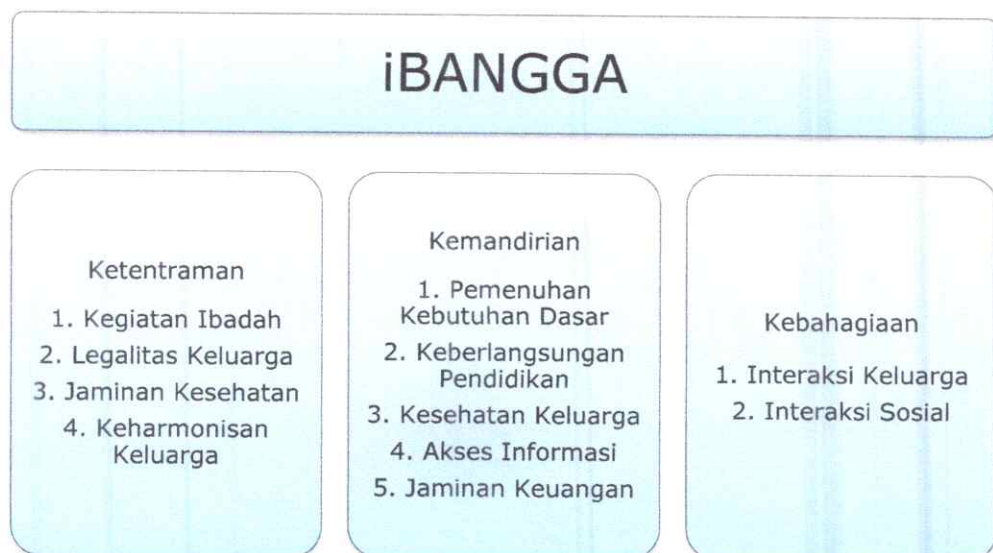 iBANGGA
Ketentraman
1. Kegiatan Ibadah
2. Legalitas Keluarga
3. Jaminan Kesehatan
4. Keharmonisan
Keluarga
Kemandirian
1. Pemenuhan
Kebutuhan Dasar
2. Keberlangsungan
Pendidikan
3. Kesehatan Keluarga
4. Akses Informasi
5. Jaminan Keuangan
Kebahagiaan
1. Interaksi Keluarga
2. Interaksi Sosial